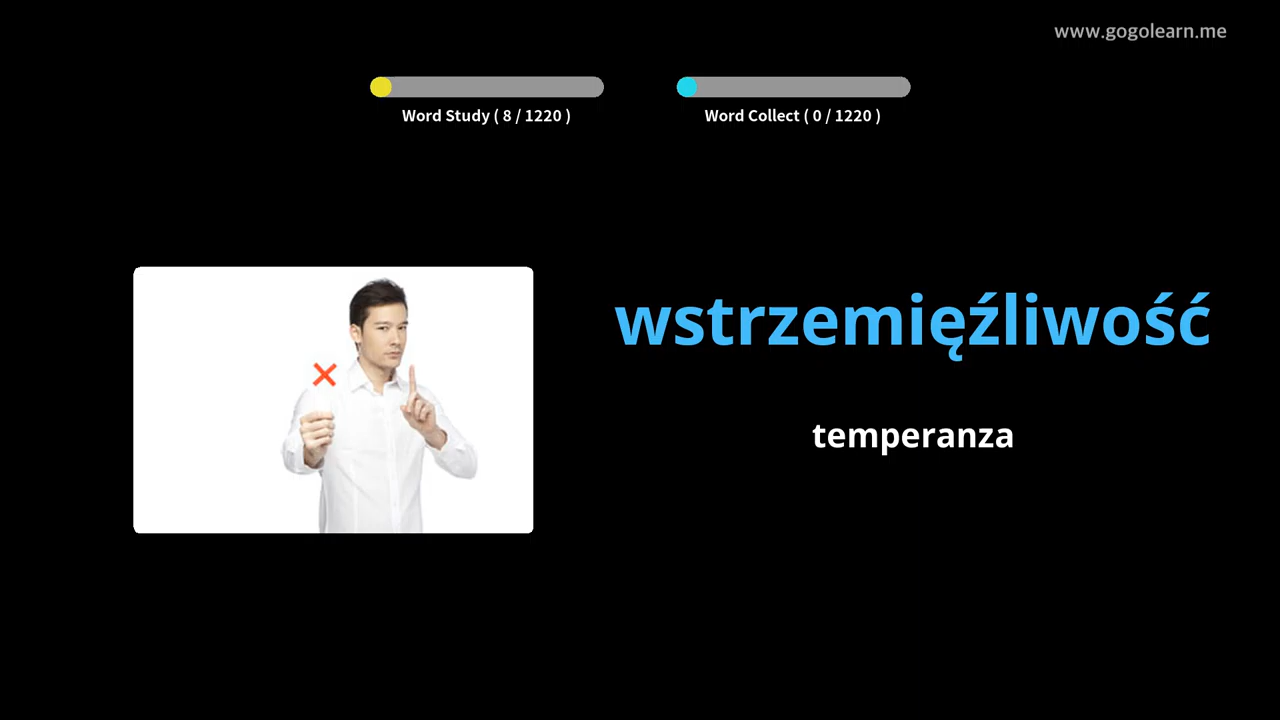 www.gogolearn.me
Word Study ( 8 / 1220 )
Word Collect ( 0 / 1220 )
wstrzemięźliwość
temperanza